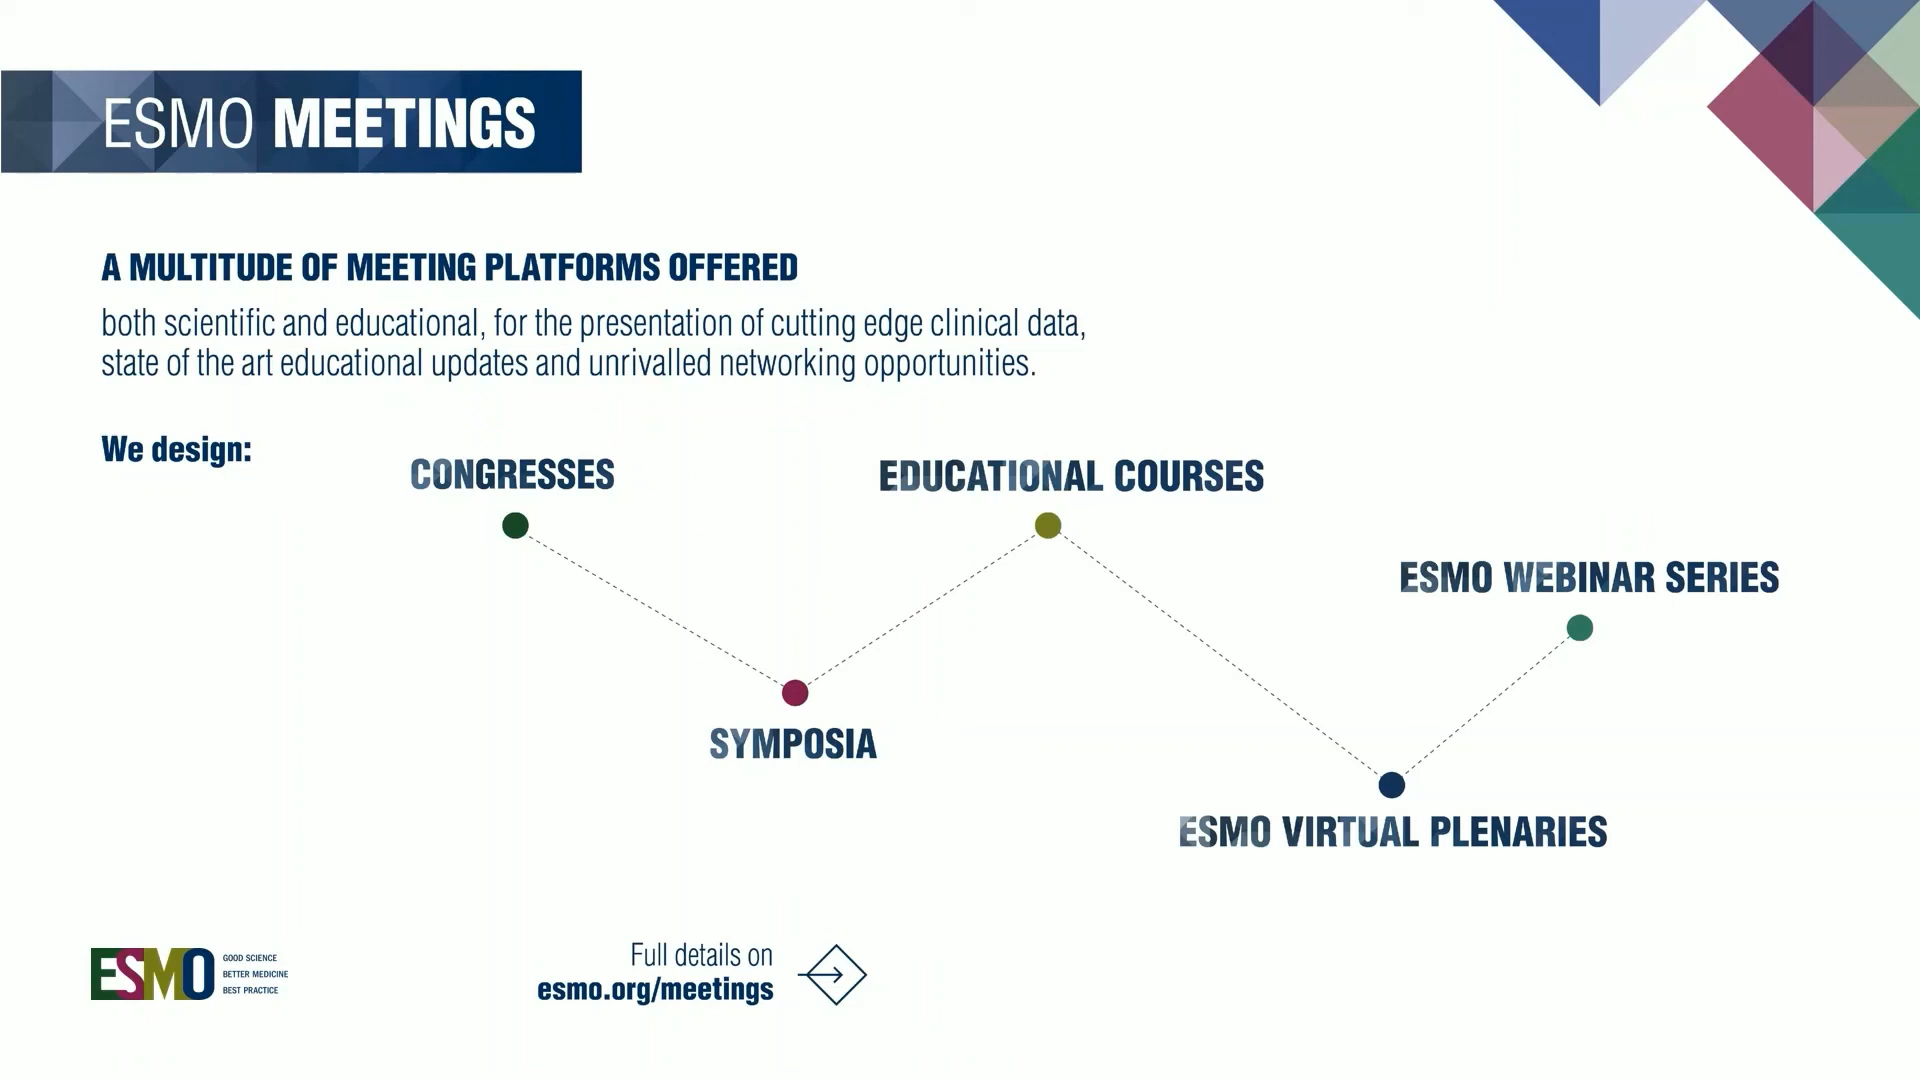 ESMO MEETINGS
A MULTITUDE OF MEETING PLATFORMS OFFERED
both scientific and educational, for the presentation of cutting edge clinical data,
state of the art educational updates and unrivalled networking opportunities.
We design:
CONGRESSES
EDUCATIONAL COURSES
ESMO WEBINAR SERIES
SYMPOSIA
ESMO VIRTUAL PLENARIES
ESMO
GOOD SCIENCE
BETTER MEDICINE
BEST PRACTICE
Full details on
esmo.org/meetings